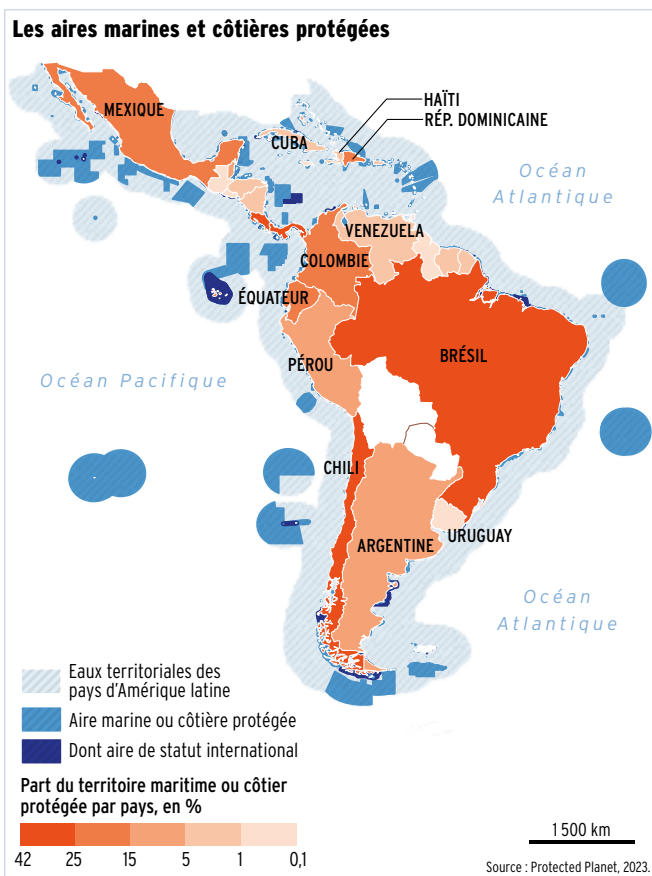 Les aires marines et côtières protégées
MEXIQUE
HAÏTI
RÉP. DOMINICAINE
CUBA
Océan
Atlantique
VENEZUELA
COLOMBIE
ÉQUATEUR
BRÉSIL
PÉROU
Océan Pacifique
CHILI
URUGUAY
ARGENTINE
Océan
Atlantique
Eaux territoriales des
pays d'Amérique latine
Aire marine ou côtière protégée
Dont aire de statut international
Part du territoire maritime ou côtier
protégée par pays, en %
42 25 15 5 1 0,1
1 500 km
Source : Protected Planet, 2023.